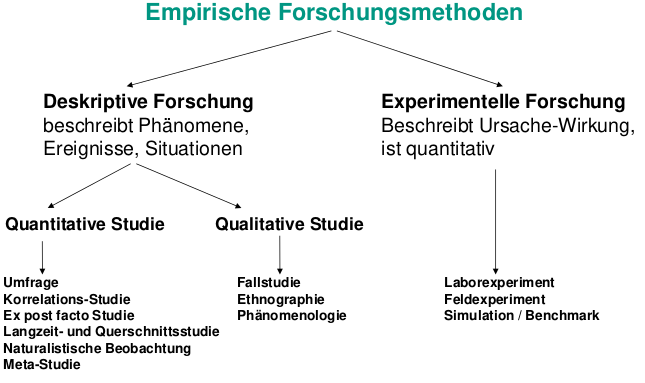 Empirische Forschungsmethoden
Deskriptive Forschung
beschreibt Phänomene,
Ereignisse, Situationen
Experimentelle Forschung
Beschreibt Ursache-Wirkung,
ist quantitativ
Quantitative Studie
Qualitative Studie
Umfrage
Korrelations-Studie
Ex post facto Studie
Langzeit- und Querschnittsstudie
Naturalistische Beobachtung
Meta-Studie
Fallstudie
Ethnographie
Phänomenologie
Laborexperiment
Feldexperiment
Simulation / Benchmark